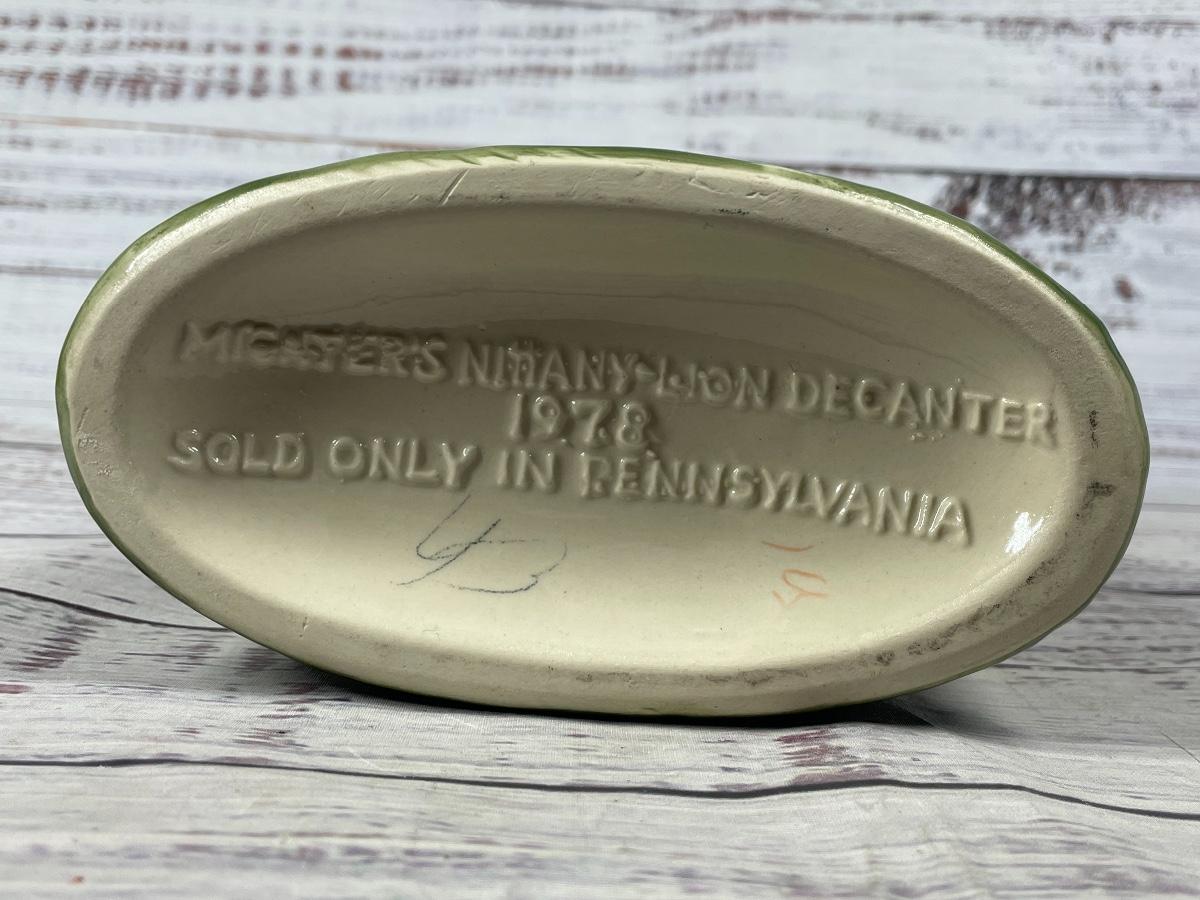 MICHTER'S NITTANY LION DECANTER
1978
SOLD ONLY IN PENNSYLVANIA